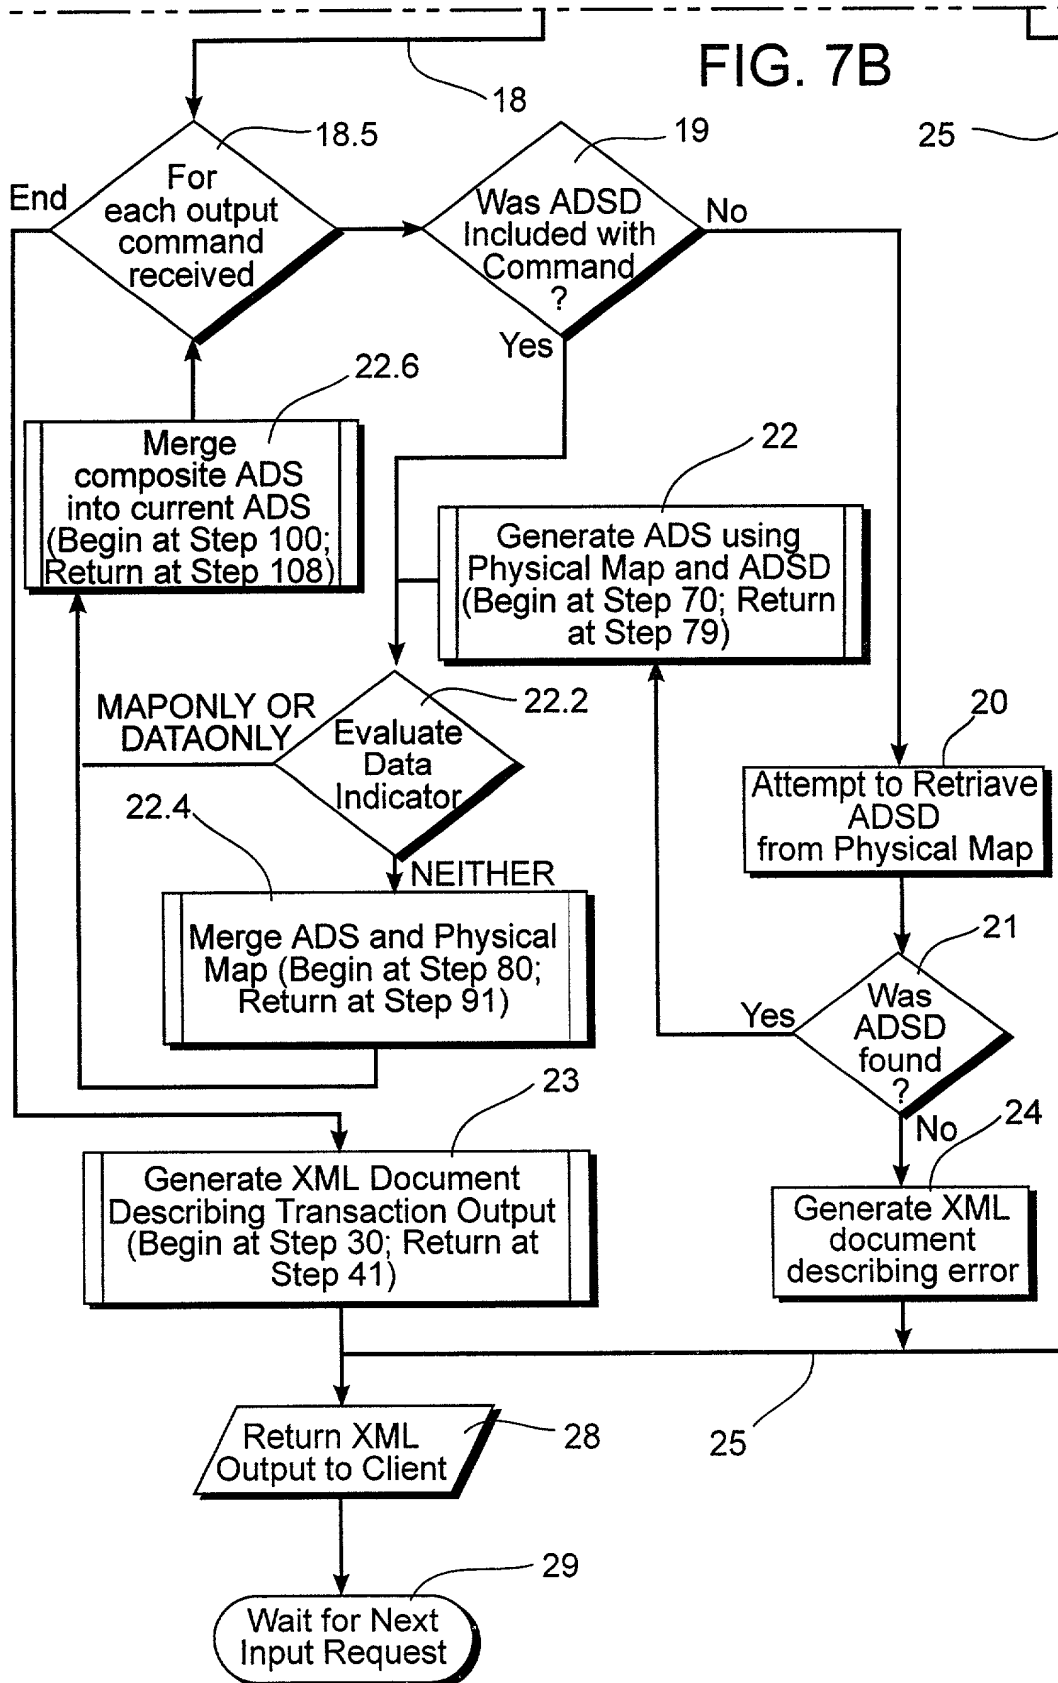 FIG. 7B
18
25
18.5
19
End
For
each output
command
received
Was ADSD
Included with
Command
?
No
Yes
22.6
Merge
composite ADS
into current ADS
(Begin at Step 100;
Return at Step 108)
22
Generate ADS using
Physical Map and ADSD
(Begin at Step 70; Return
at Step 79)
22.2
MAPONLY OR
DATAONLY
Evaluate
Data
Indicator
20
Attempt to Retriave
ADSD
from Physical Map
22.4
NEITHER
Merge ADS and Physical
Map (Begin at Step 80;
Return at Step 91)
21
Yes
Was
ADSD
found
?
No
23
Generate XML Document
Describing Transaction Output
(Begin at Step 30; Return at
Step 41)
24
Generate XML
document
describing error
25
Return XML
Output to Client
28
29
Wait for Next
Input Request